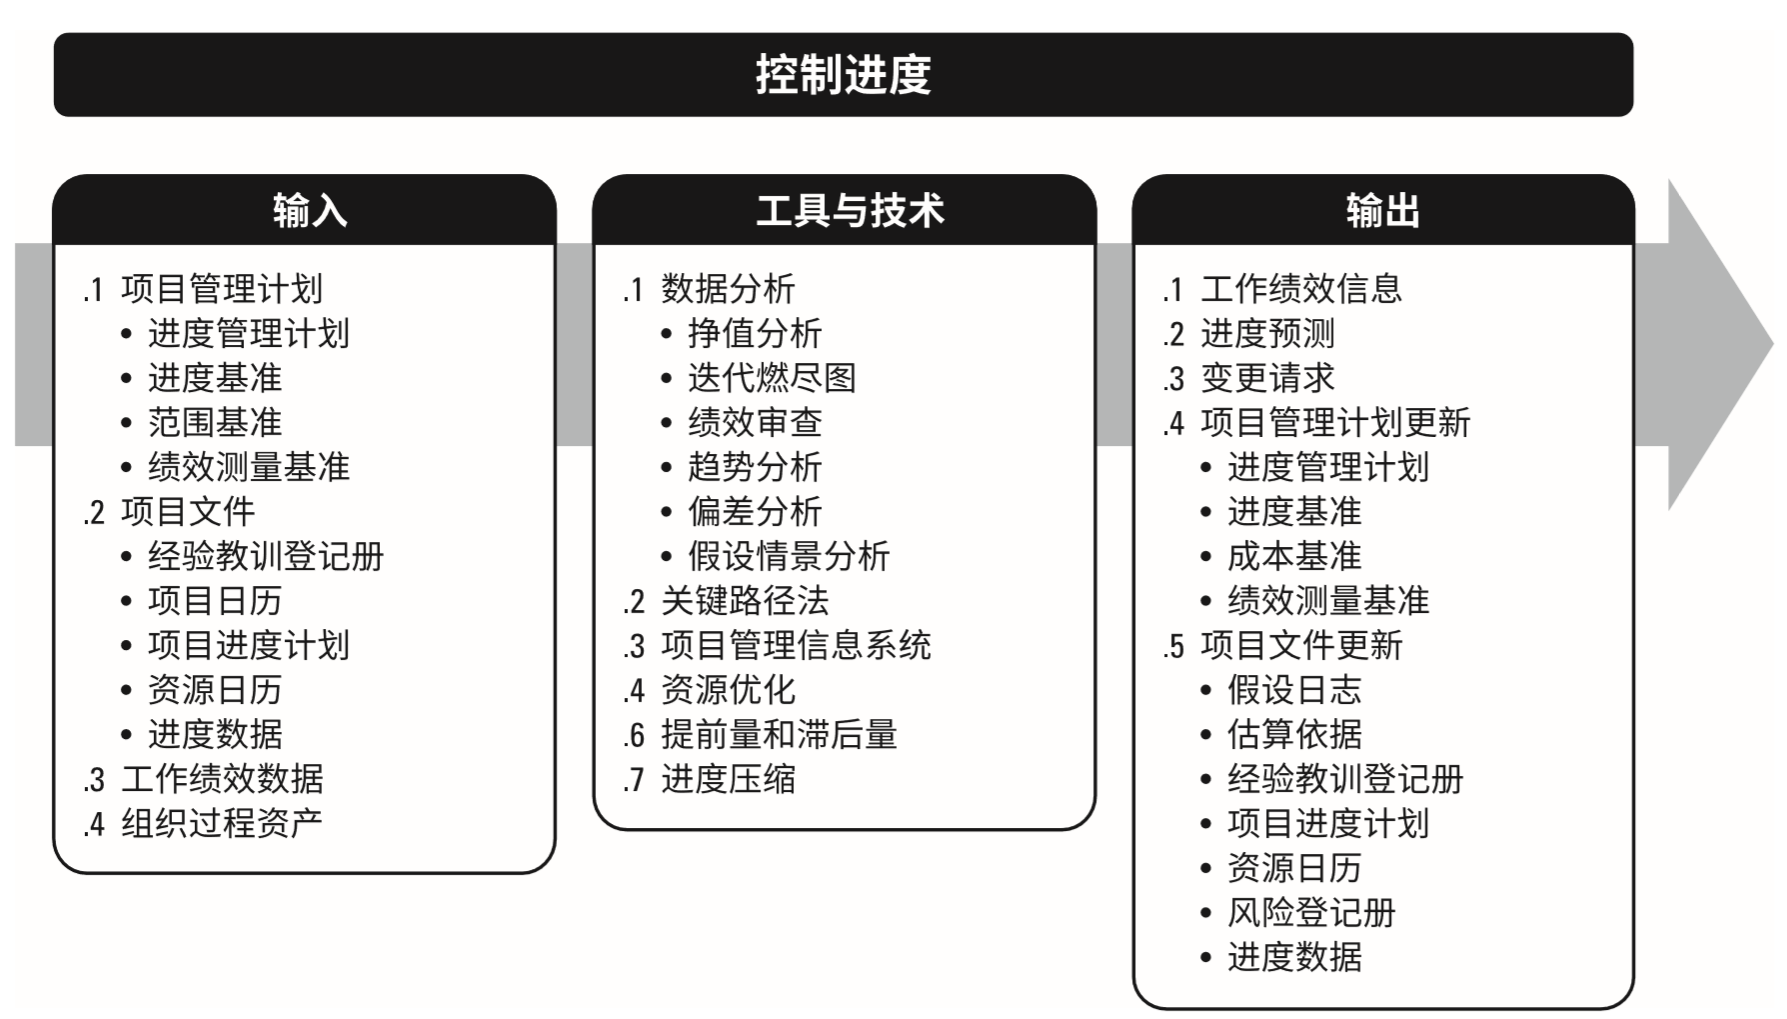 控制进度
输入
.1 项目管理计划
• 进度管理计划
• 进度基准
• 范围基准
• 绩效测量基准
.2 项目文件
• 经验教训登记册
• 项目日历
• 项目进度计划
• 资源日历
• 进度数据
.3 工作绩效数据
.4 组织过程资产
工具与技术
.1 数据分析
• 挣值分析
• 迭代燃尽图
• 绩效审查
• 趋势分析
• 偏差分析
• 假设情景分析
.2 关键路径法
.3 项目管理信息系统
.4 资源优化
.6 提前量和滞后量
.7 进度压缩
输出
.1 工作绩效信息
.2 进度预测
.3 变更请求
.4 项目管理计划更新
• 进度管理计划
• 进度基准
• 成本基准
• 绩效测量基准
.5 项目文件更新
• 假设日志
• 估算依据
• 经验教训登记册
• 项目进度计划
• 资源日历
• 风险登记册
• 进度数据